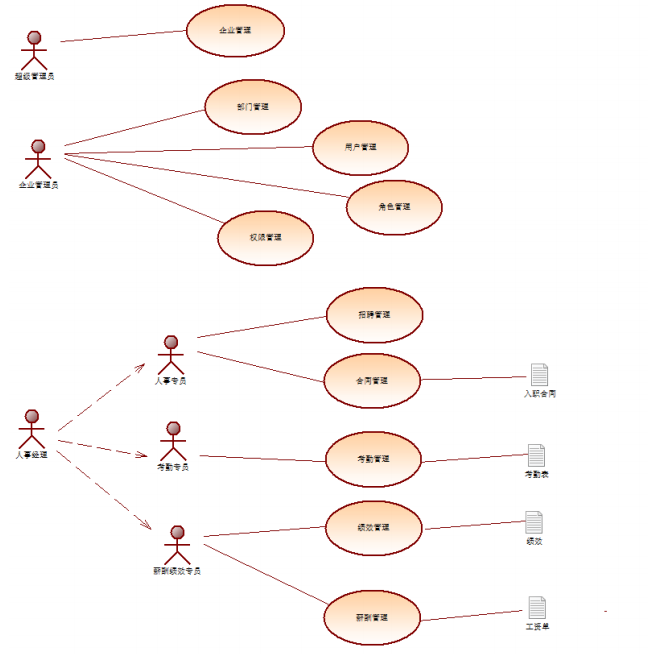 企业管理
超级管理员
部门管理
用户管理
企业管理员
角色管理
权限管理
招聘管理
人事专员
合同管理
入职合同
人事经理
考勤专员
考勤管理
考勤表
绩效管理
绩效
薪酬绩效专员
薪酬管理
工资单